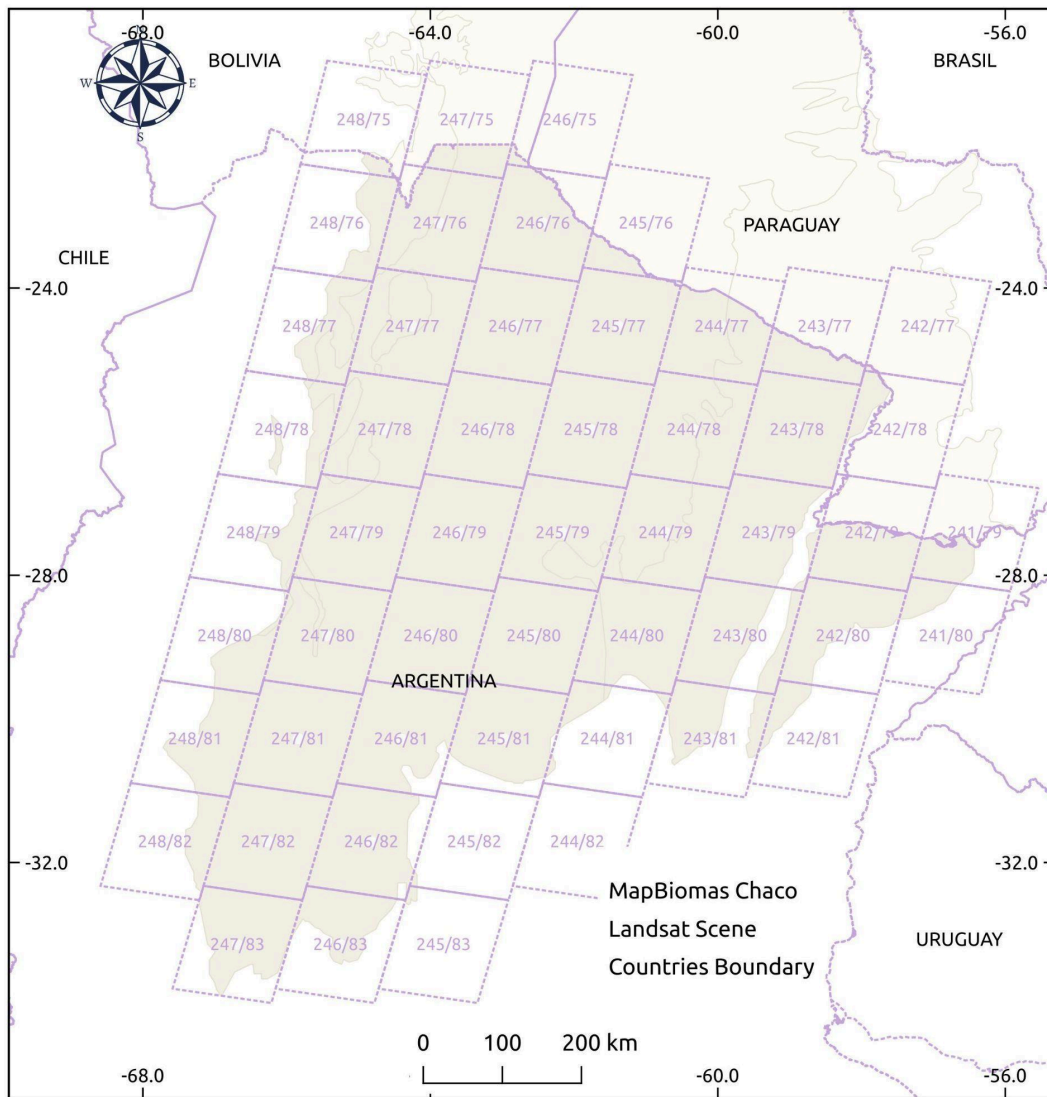 -68.0 -64.0 -60.0 -56.0
N
BOLIVIA BRASIL
W E
S
248/75 247/75 246/75
248/76 247/76 246/76 245/76
PARAGUAY
CHILE
-24.0 -24.0
248/77 247/77 246/77 245/77 244/77 243/77 242/77
248/78 247/78 246/78 245/78 244/78 243/78 242/78
248/79 247/79 246/79 245/79 244/79 243/79 242/79 241/79
-28.0 -28.0
248/80 247/80 246/80 245/80 244/80 243/80 242/80 241/80
ARGENTINA
248/81 247/81 246/81 245/81 244/81 243/81 242/81
248/82 247/82 246/82 245/82 244/82
-32.0 -32.0
MapBiomas Chaco
Landsat Scene
247/83 246/83 245/83
URUGUAY
Countries Boundary
0 100 200 km
-68.0 -60.0 -56.0